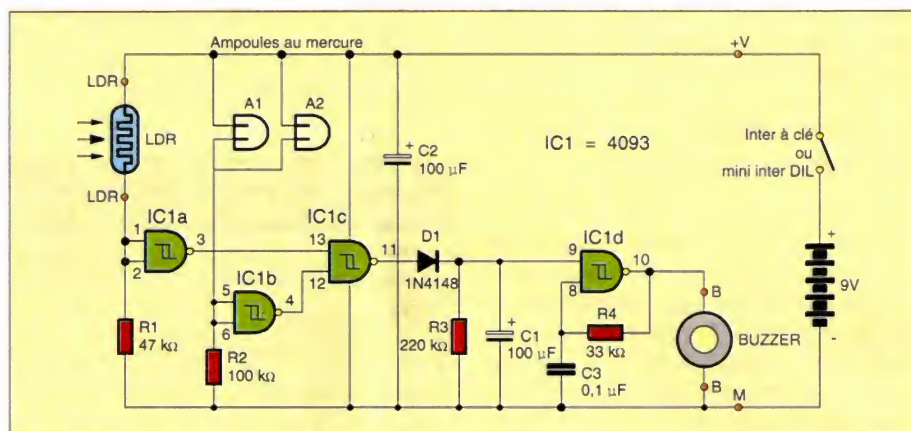 Ampoules au mercure
+V
LDR
A1
A2
LDR
IC1 = 4093
Inter à clé
ou
mini inter DIL
+
C2
100 µF
LDR
IC1a
IC1c
1
2
3
13
12
11
D1
1N4148
IC1d
9
8
10
IC1b
5
6
4
+
9V
-
R1
47 kΩ
R2
100 kΩ
R3
220 kΩ
+
C1
100 µF
R4
33 kΩ
C3
0,1 µF
B
BUZZER
B
M